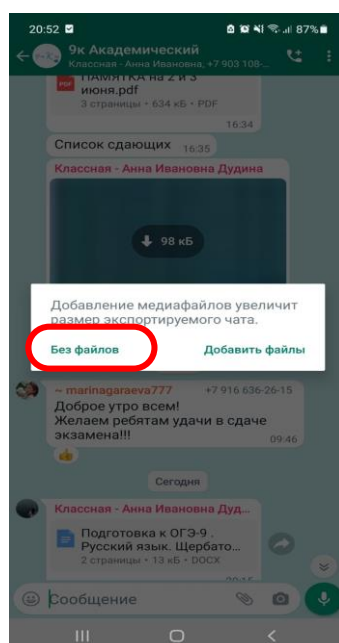 20:52 87%
9к Академический
Классная - Анна Ивановна, +7 903 108-...
ПАМЯТКА на 2 и 3
июня.pdf
PDF
3 страницы • 634 кБ • PDF
16:34
Список сдающих 16:35
Классная - Анна Ивановна Дудина
98 кБ
Добавление медиафайлов увеличит
размер экспортируемого чата.
Без файлов Добавить файлы
~ marinagaraeva777 +7 916 636-26-15
Доброе утро всем!
Желаем ребятам удачи в сдаче
экзамена!!! 09:46
Сегодня
Классная - Анна Ивановна Дуд...
Подготовка к ОГЭ-9 .
Русский язык. Щербато...
2 страницы • 13 кБ • DOCX
Сообщение